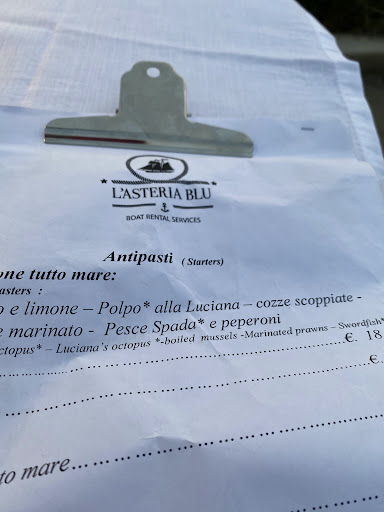 L'ASTERIA BLU
BOAT RENTAL SERVICES
Antipasti ( Starters)
one tutto mare:
asters :
o e limone – Polpo* alla Luciana – cozze scoppiate -
e marinato - Pesce Spada* e peperoni
ctopus* – Luciana's octopus *-boiled mussels -Marinated prawns – Swordfish*
€. 18
€.
to mare